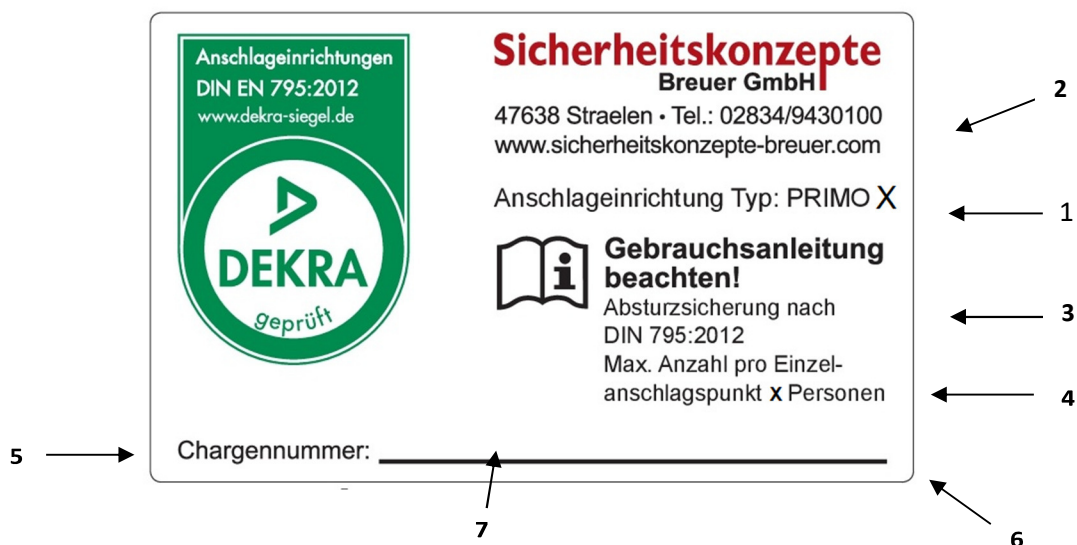 Anschlageinrichtungen
DIN EN 795:2012
www.dekra-siegel.de
DEKRA
geprüft
Sicherheitskonzepte
Breuer GmbH
47638 Straelen • Tel.: 02834/9430100
www.sicherheitskonzepte-breuer.com
Anschlageinrichtung Typ: PRIMO X
Gebrauchsanleitung
beachten!
Absturzsicherung nach
DIN 795:2012
Max. Anzahl pro Einzel-
anschlagspunkt x Personen
Chargennummer:
2
1
3
4
5
7
6